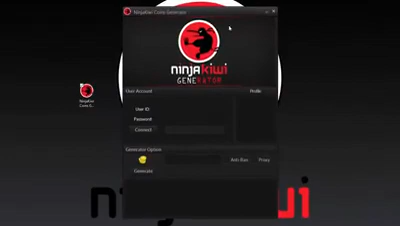 NinjaKiwi Coins Generator
ninjakiwi
GENERATOR
User Account
Profile
User ID
Password
Connect
Generator Option
Anti Ban
Proxy
Generate
NinjaKiwi
Coins G...